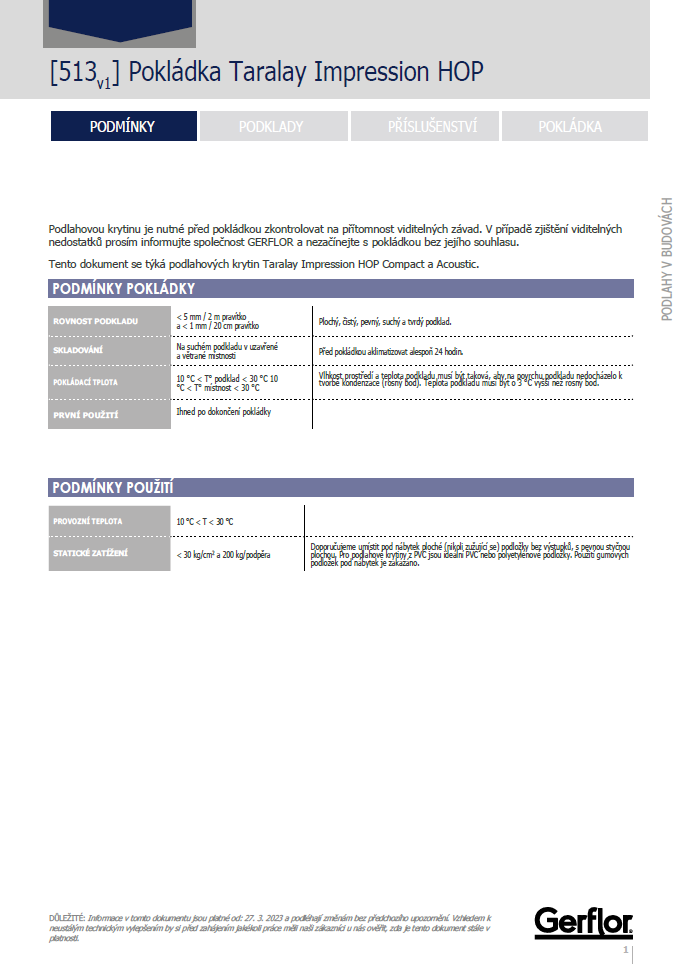 [513v1] Pokládka Taralay Impression HOP
PODMÍNKY
PODKLADY
PŘÍSLUŠENSTVÍ
POKLÁDKA
PODLAHY V BUDOVÁCH
Podlahovou krytinu je nutné před pokládkou zkontrolovat na přítomnost viditelných závad. V případě zjištění viditelných
nedostatků prosím informujte společnost GERFLOR a nezačínejte s pokládkou bez jejího souhlasu.
Tento dokument se týká podlahových krytin Taralay Impression HOP Compact a Acoustic.
PODMÍNKY POKLÁDKY
ROVNOST PODKLADU
< 5 mm / 2 m pravítko
a < 1 mm / 20 cm pravítko
Plochý, čistý, pevný, suchý a tvrdý podklad.
SKLADOVÁNÍ
Na suchém podkladu v uzavřené
a větrané místnosti
Před pokládkou aklimatizovat alespoň 24 hodin.
POKLÁDACÍ TPLOTA
10 °C < T° podklad < 30 °C 10
°C < T° místnost < 30 °C
Vlhkost prostředí a teplota podkladu musí být taková, aby na povrchu podkladu nedocházelo k
tvorbě kondenzace (rosný bod). Teplota podkladu musí být o 3 °C vyšší než rosný bod.
PRVNÍ POUŽITÍ
Ihned po dokončení pokládky
PODMÍNKY POUŽITÍ
PROVOZNÍ TEPLOTA
10 °C < T < 30 °C
STATICKÉ ZATÍŽENÍ
< 30 kg/cm² a 200 kg/podpěra
Doporučujeme umístit pod nábytek ploché (nikoli zužující se) podložky bez výstupků, s pevnou styčnou
plochou. Pro podlahové krytiny z PVC jsou ideální PVC nebo polyetylenové podložky. Použití gumových
podložek pod nábytek je zakázáno.
DŮLEŽITÉ: Informace v tomto dokumentu jsou platné od: 27. 3. 2023 a podléhají změnám bez předchozího upozornění. Vzhledem k
neustálým technickým vylepšením by si před zahájením jakékoli práce měli naši zákazníci u nás ověřit, zda je tento dokument stále v
platnosti.
Gerflor®
1